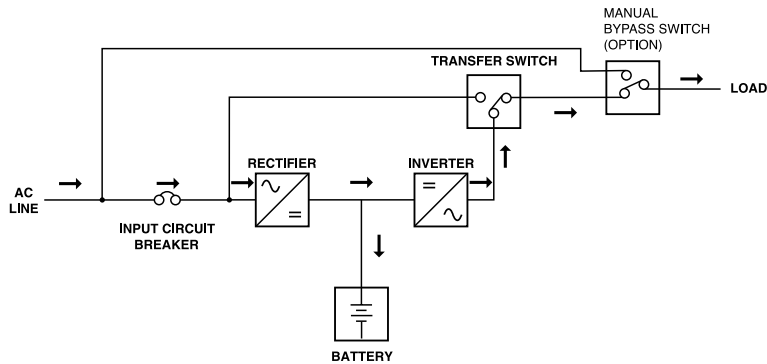 MANUAL
BYPASS SWITCH
(OPTION)
TRANSFER SWITCH
LOAD
RECTIFIER
INVERTER
AC
LINE
INPUT CIRCUIT
BREAKER
BATTERY